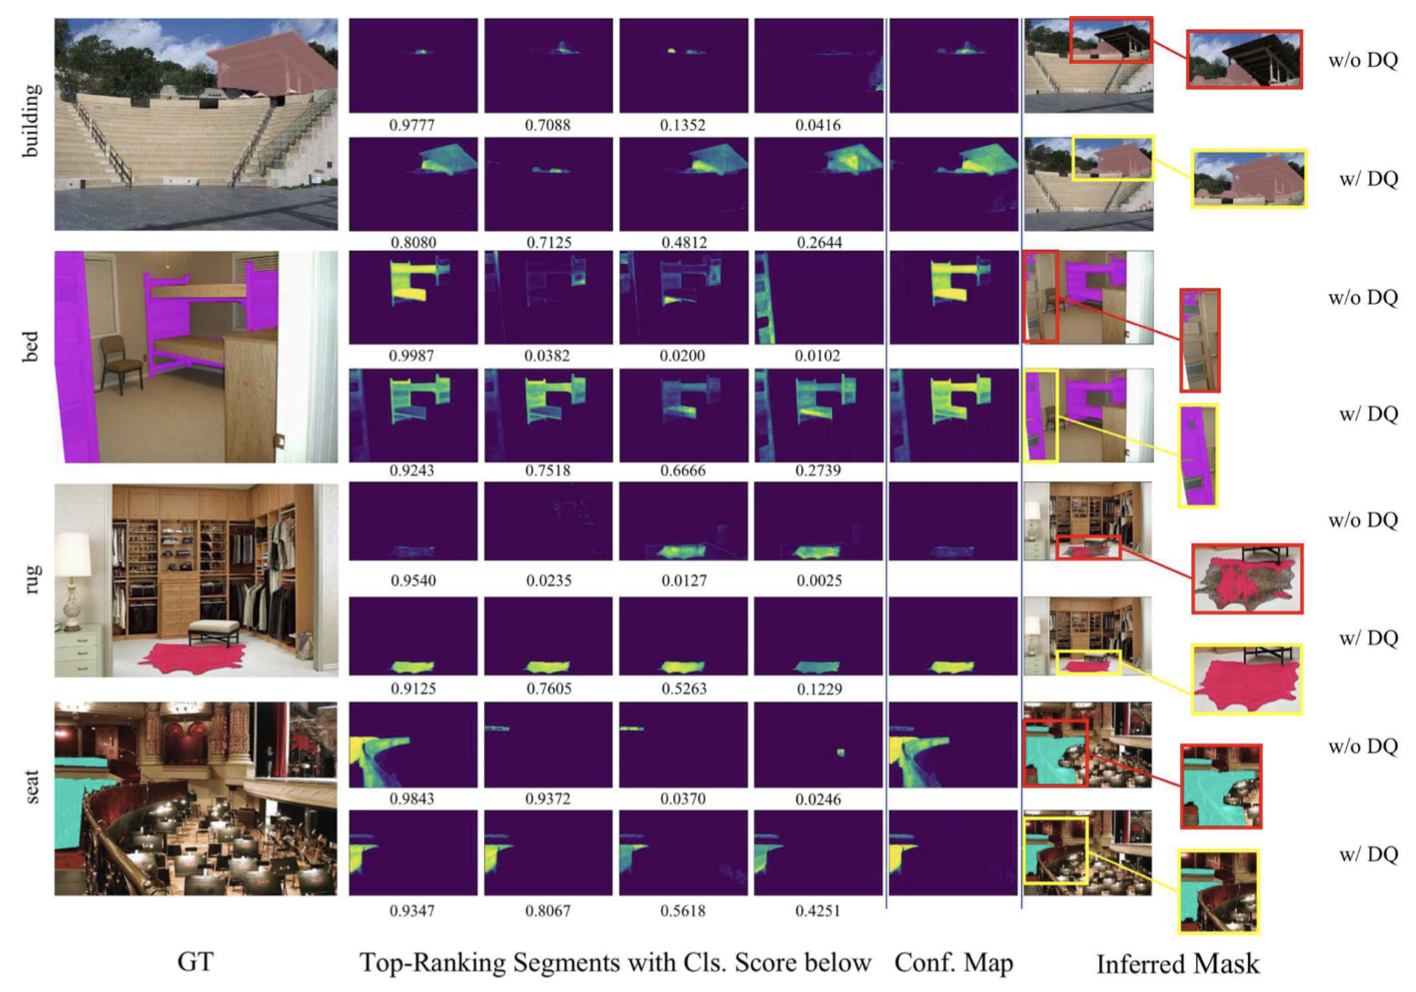 building
w/o DQ
0.9777 0.7088 0.1352 0.0416
w/ DQ
0.8080 0.7125 0.4812 0.2644
bed
w/o DQ
0.9987 0.0382 0.0200 0.0102
w/ DQ
0.9243 0.7518 0.6666 0.2739
rug
w/o DQ
0.9540 0.0235 0.0127 0.0025
w/ DQ
0.9125 0.7605 0.5263 0.1229
seat
w/o DQ
0.9843 0.9372 0.0370 0.0246
w/ DQ
0.9347 0.8067 0.5618 0.4251
GT Top-Ranking Segments with Cls. Score below Conf. Map Inferred Mask